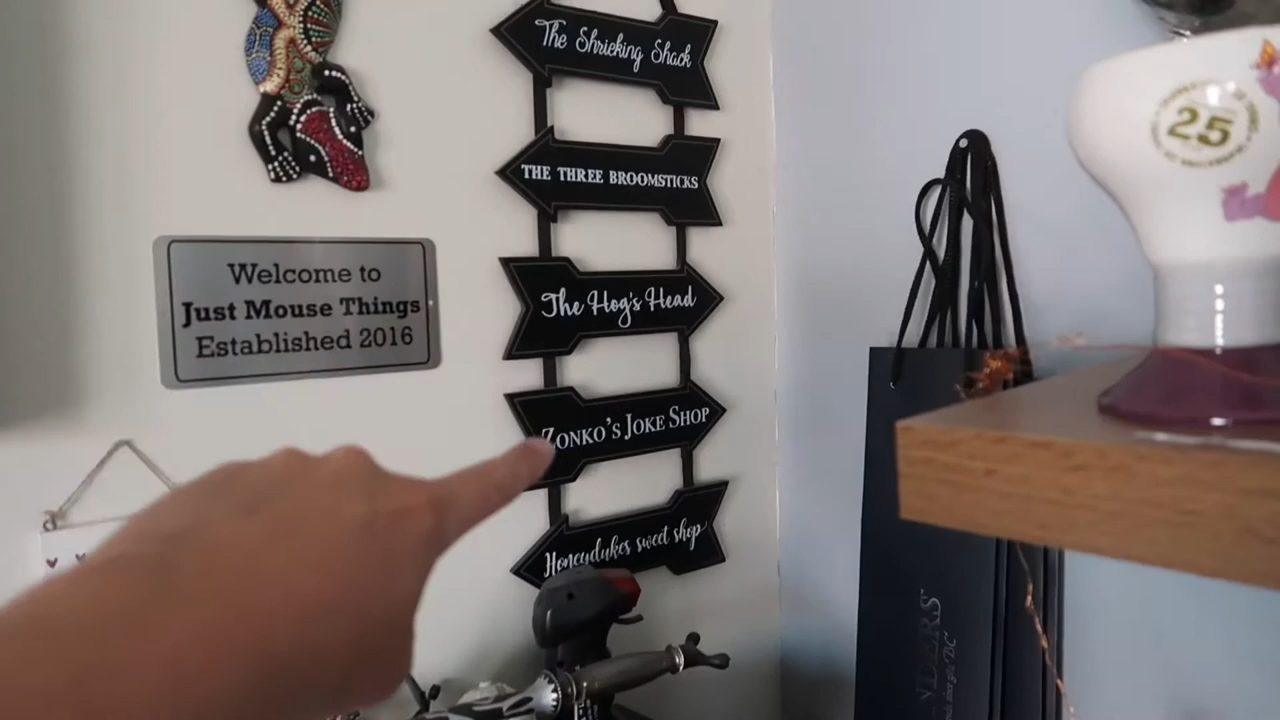 The Shrieking Shack
THE THREE BROOMSTICKS
The Hog's Head
ZONKO'S JOKE SHOP
Honeydykes sweet shop
Welcome to
Just Mouse Things
Established 2016
25